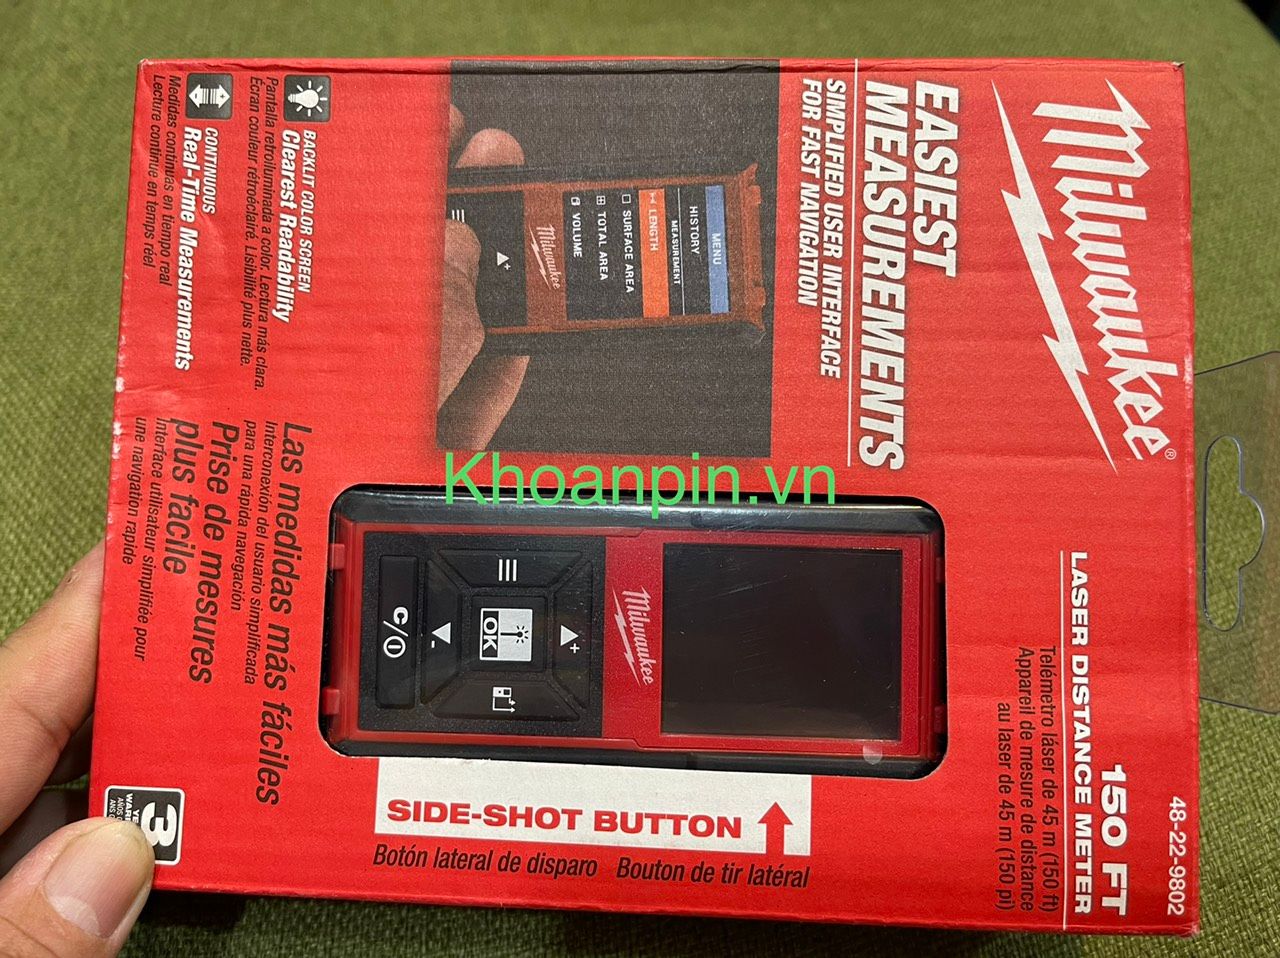 Milwaukee®
EASIEST
MEASUREMENTS
SIMPLIFIED USER INTERFACE
FOR FAST NAVIGATION
MENU
HISTORY
MEASUREMENT
LENGTH
SURFACE AREA
TOTAL AREA
VOLUME
Milwaukee
+
BACKLIT COLOR SCREEN
Clearest Readability
Pantalla retroiluminada a color. Lectura más clara.
Écran couleur rétroéclairé. Lisibilité plus nette.
CONTINUOUS
Real-Time Measurements
Medidas continuas en tiempo real
Lecture continue en temps réel
48-22-9802
150 FT
LASER DISTANCE METER
Telémetro láser de 45 m (150 ft)
Appareil de mesure de distance
au laser de 45 m (150 pi)
Milwaukee
+
OK
-
C/
Las medidas más fáciles
Interconexión del usuario simplificada
para una rápida navegación
Prise de mesures
plus facile
Interface utilisateur simplifiée pour
une navigation rapide
SIDE-SHOT BUTTON
Botón lateral de disparo Bouton de tir latéral
3
Khoanpin.vn